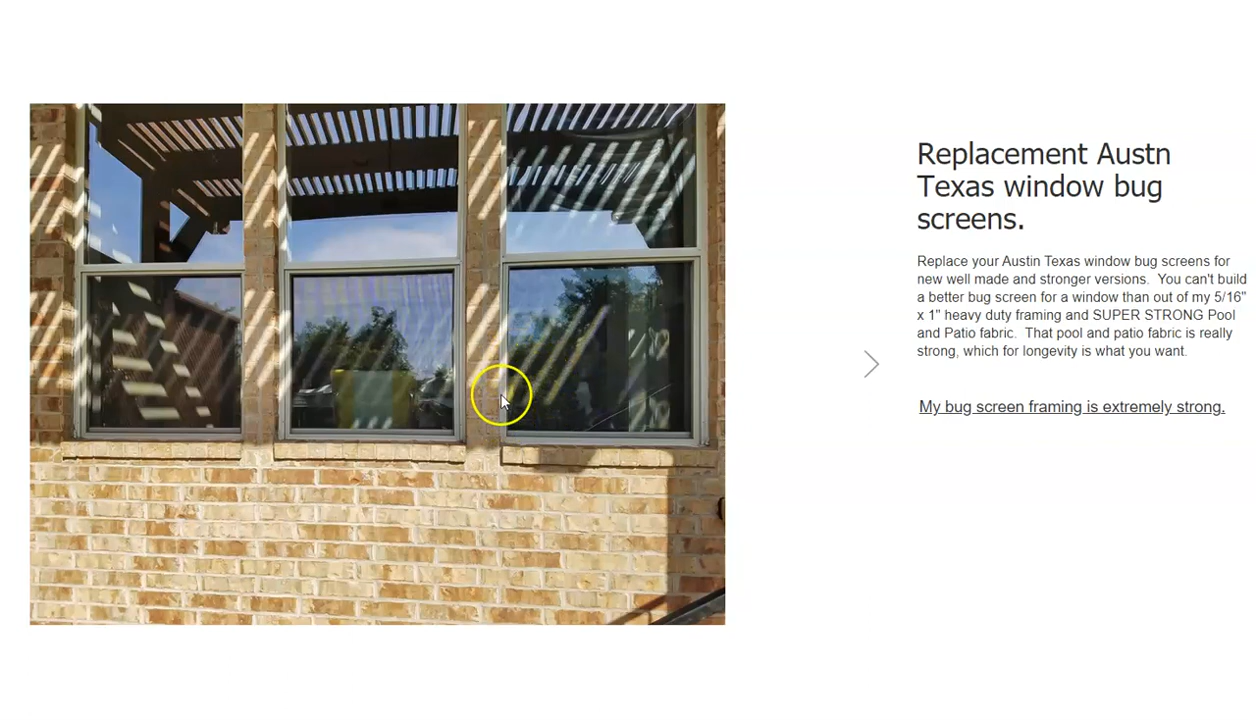 Replacement Austn
Texas window bug
screens.
Replace your Austin Texas window bug screens for
new well made and stronger versions.  You can't build
a better bug screen for a window than out of my 5/16"
x 1" heavy duty framing and SUPER STRONG Pool
and Patio fabric.  That pool and patio fabric is really
strong, which for longevity is what you want.
My bug screen framing is extremely strong.